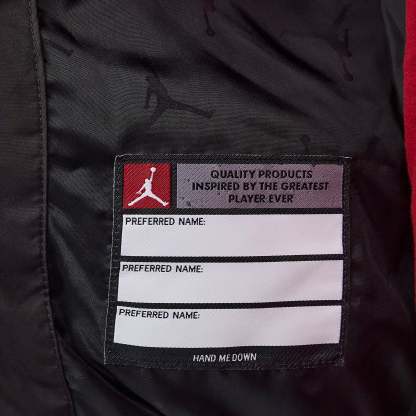 QUALITY PRODUCTS
INSPIRED BY THE GREATEST
PLAYER EVER
PREFERRED NAME:
PREFERRED NAME:
PREFERRED NAME:
HAND ME DOWN